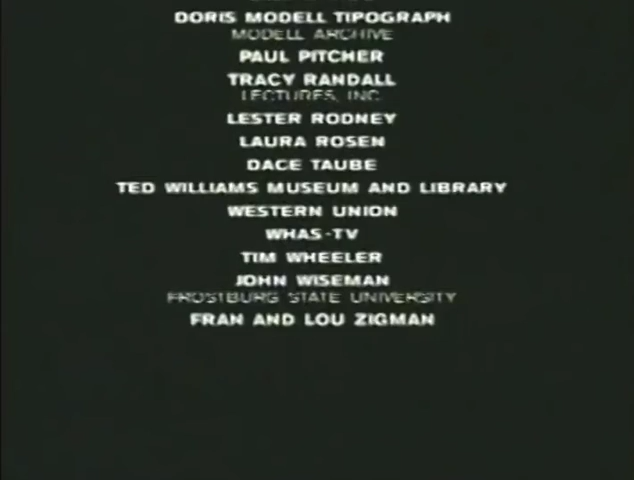 DORIS MODELL TIPOGRAPH
MODELL ARCHIVE
PAUL PITCHER
TRACY RANDALL
LECTURES, INC.
LESTER RODNEY
LAURA ROSEN
DACE TAUBE
TED WILLIAMS MUSEUM AND LIBRARY
WESTERN UNION
WHAS-TV
TIM WHEELER
JOHN WISEMAN
FROSTBURG STATE UNIVERSITY
FRAN AND LOU ZIGMAN